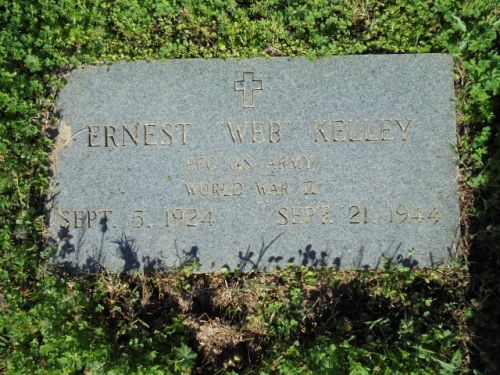 ERNEST "WEB" KELLEY
PFC US ARMY
WORLD WAR II
SEPT. 5, 1924 SEPT. 21, 1944